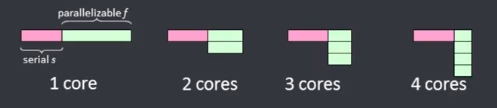 parallelizable f
serial s
1 core
2 cores
3 cores
4 cores